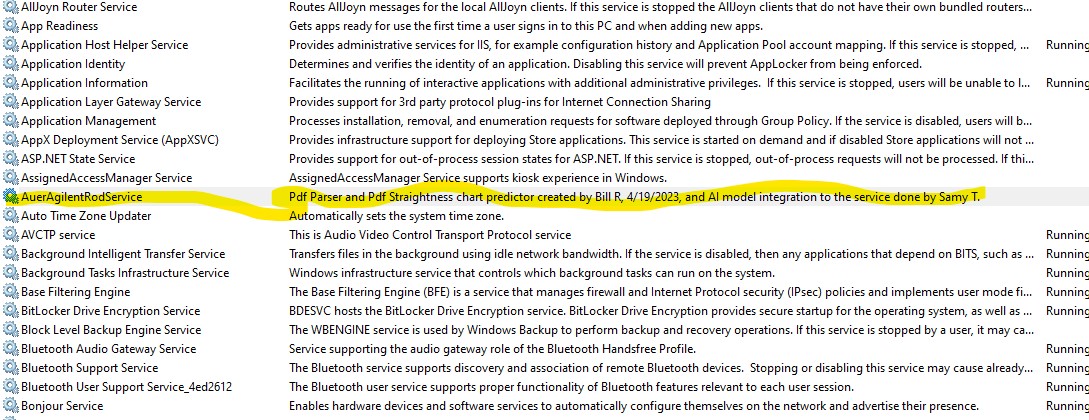 AllJoyn Router Service Routes AllJoyn messages for the local AllJoyn clients. If this service is stopped the AllJoyn clients that do not have their own bundled routers...
App Readiness Gets apps ready for use the first time a user signs in to this PC and when adding new apps.
Application Host Helper Service Provides administrative services for IIS, for example configuration history and Application Pool account mapping. If this service is stopped, ... Running
Application Identity Determines and verifies the identity of an application. Disabling this service will prevent AppLocker from being enforced.
Application Information Facilitates the running of interactive applications with additional administrative privileges.  If this service is stopped, users will be unable to l... Running
Application Layer Gateway Service Provides support for 3rd party protocol plug-ins for Internet Connection Sharing
Application Management Processes installation, removal, and enumeration requests for software deployed through Group Policy. If the service is disabled, users will b...
AppX Deployment Service (AppXSVC) Provides infrastructure support for deploying Store applications. This service is started on demand and if disabled Store applications will not ...
ASP.NET State Service Provides support for out-of-process session states for ASP.NET. If this service is stopped, out-of-process requests will not be processed. If thi...
AssignedAccessManager Service AssignedAccessManager Service supports kiosk experience in Windows.
AuerAgilentRodService Pdf Parser and Pdf Straightness chart predictor created by Bill R, 4/19/2023, and AI model integration to the service done by Samy T.
Auto Time Zone Updater Automatically sets the system time zone.
AVCTP service This is Audio Video Control Transport Protocol service Running
Background Intelligent Transfer Service Transfers files in the background using idle network bandwidth. If the service is disabled, then any applications that depend on BITS, such as ... Running
Background Tasks Infrastructure Service Windows infrastructure service that controls which background tasks can run on the system. Running
Base Filtering Engine The Base Filtering Engine (BFE) is a service that manages firewall and Internet Protocol security (IPsec) policies and implements user mode fi... Running
BitLocker Drive Encryption Service BDESVC hosts the BitLocker Drive Encryption service. BitLocker Drive Encryption provides secure startup for the operating system, as well as ... Running
Block Level Backup Engine Service The WBENGINE service is used by Windows Backup to perform backup and recovery operations. If this service is stopped by a user, it may ca...
Bluetooth Audio Gateway Service Service supporting the audio gateway role of the Bluetooth Handsfree Profile. Running
Bluetooth Support Service The Bluetooth service supports discovery and association of remote Bluetooth devices.  Stopping or disabling this service may cause already... Running
Bluetooth User Support Service_4ed2612 The Bluetooth user service supports proper functionality of Bluetooth features relevant to each user session. Running
Bonjour Service Enables hardware devices and software services to automatically configure themselves on the network and advertise their presence. Running